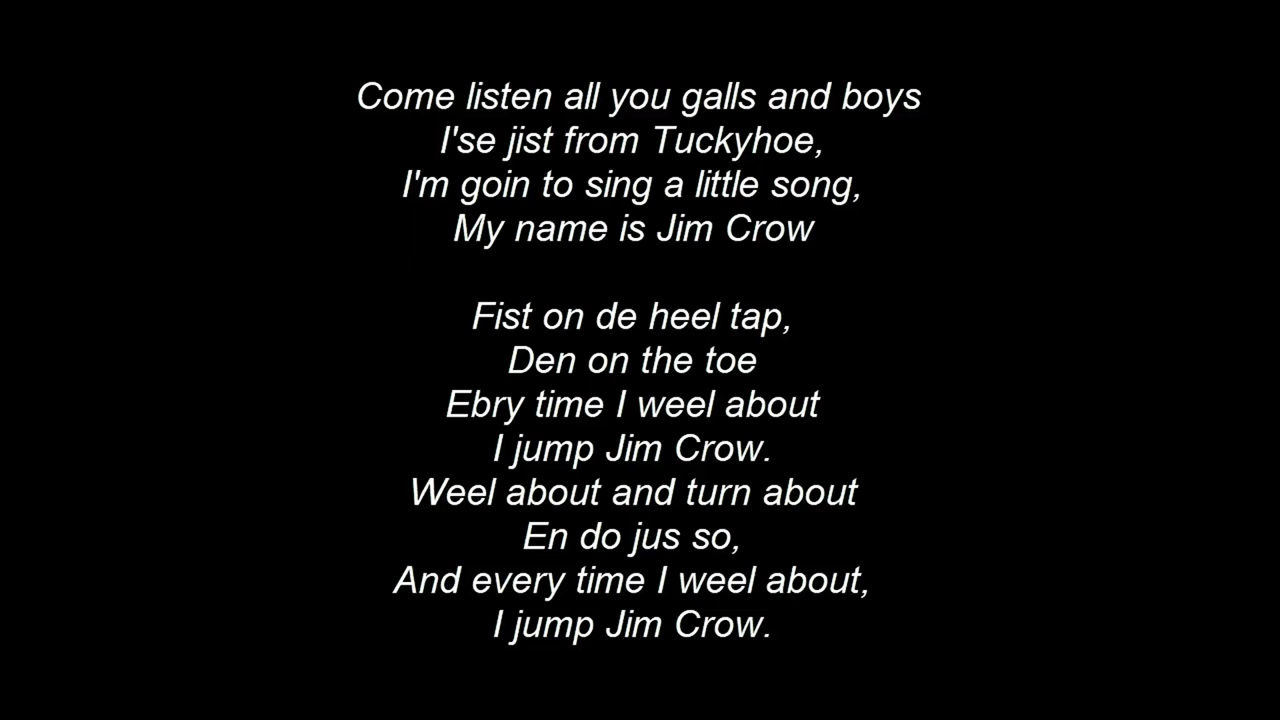 Come listen all you galls and boys
I'se jist from Tuckyhoe,
I'm goin to sing a little song,
My name is Jim Crow
Fist on de heel tap,
Den on the toe
Ebry time I weel about
I jump Jim Crow.
Weel about and turn about
En do jus so,
And every time I weel about,
I jump Jim Crow.